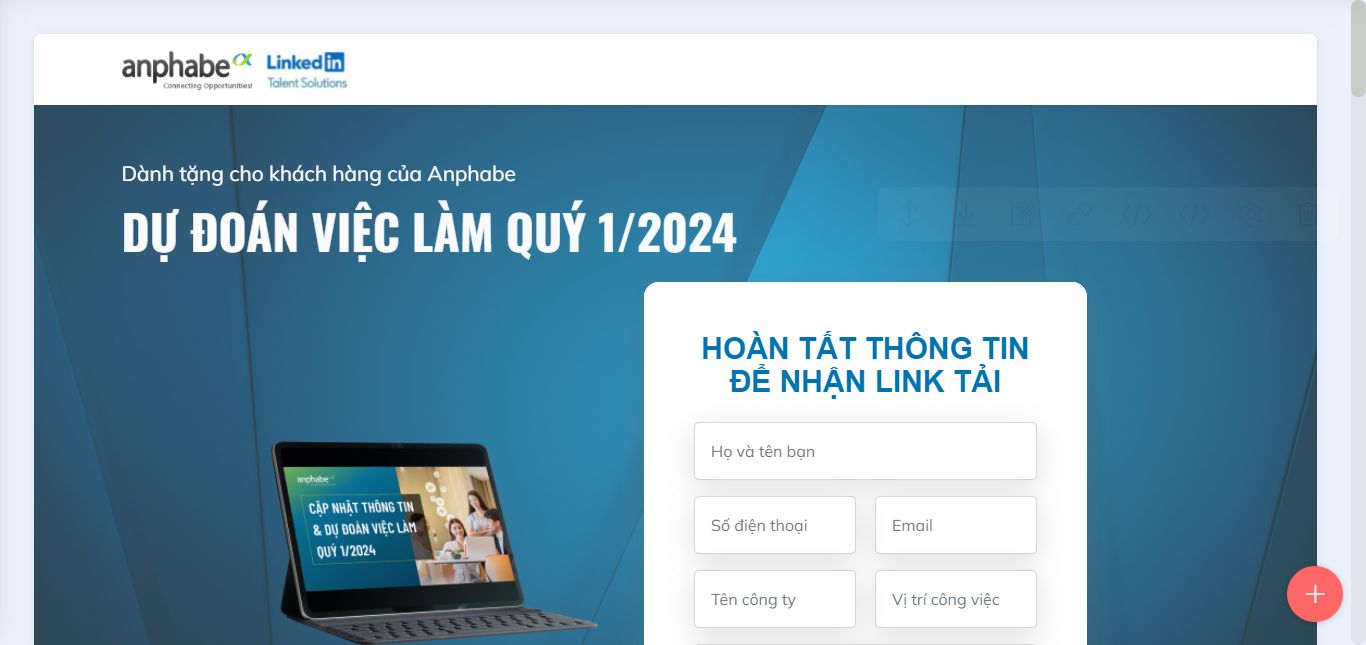 anphabe
Connecting Opportunities!
Linked in
Talent Solutions
Dành tặng cho khách hàng của Anphabe
DỰ ĐOÁN VIỆC LÀM QUÝ 1/2024
HOÀN TẤT THÔNG TIN
ĐỂ NHẬN LINK TẢI
Họ và tên bạn
Số điện thoại
Email
Tên công ty
Vị trí công việc
anphabe
CẬP NHẬT THÔNG TIN
& DỰ ĐOÁN VIỆC LÀM
QUÝ 1/2024